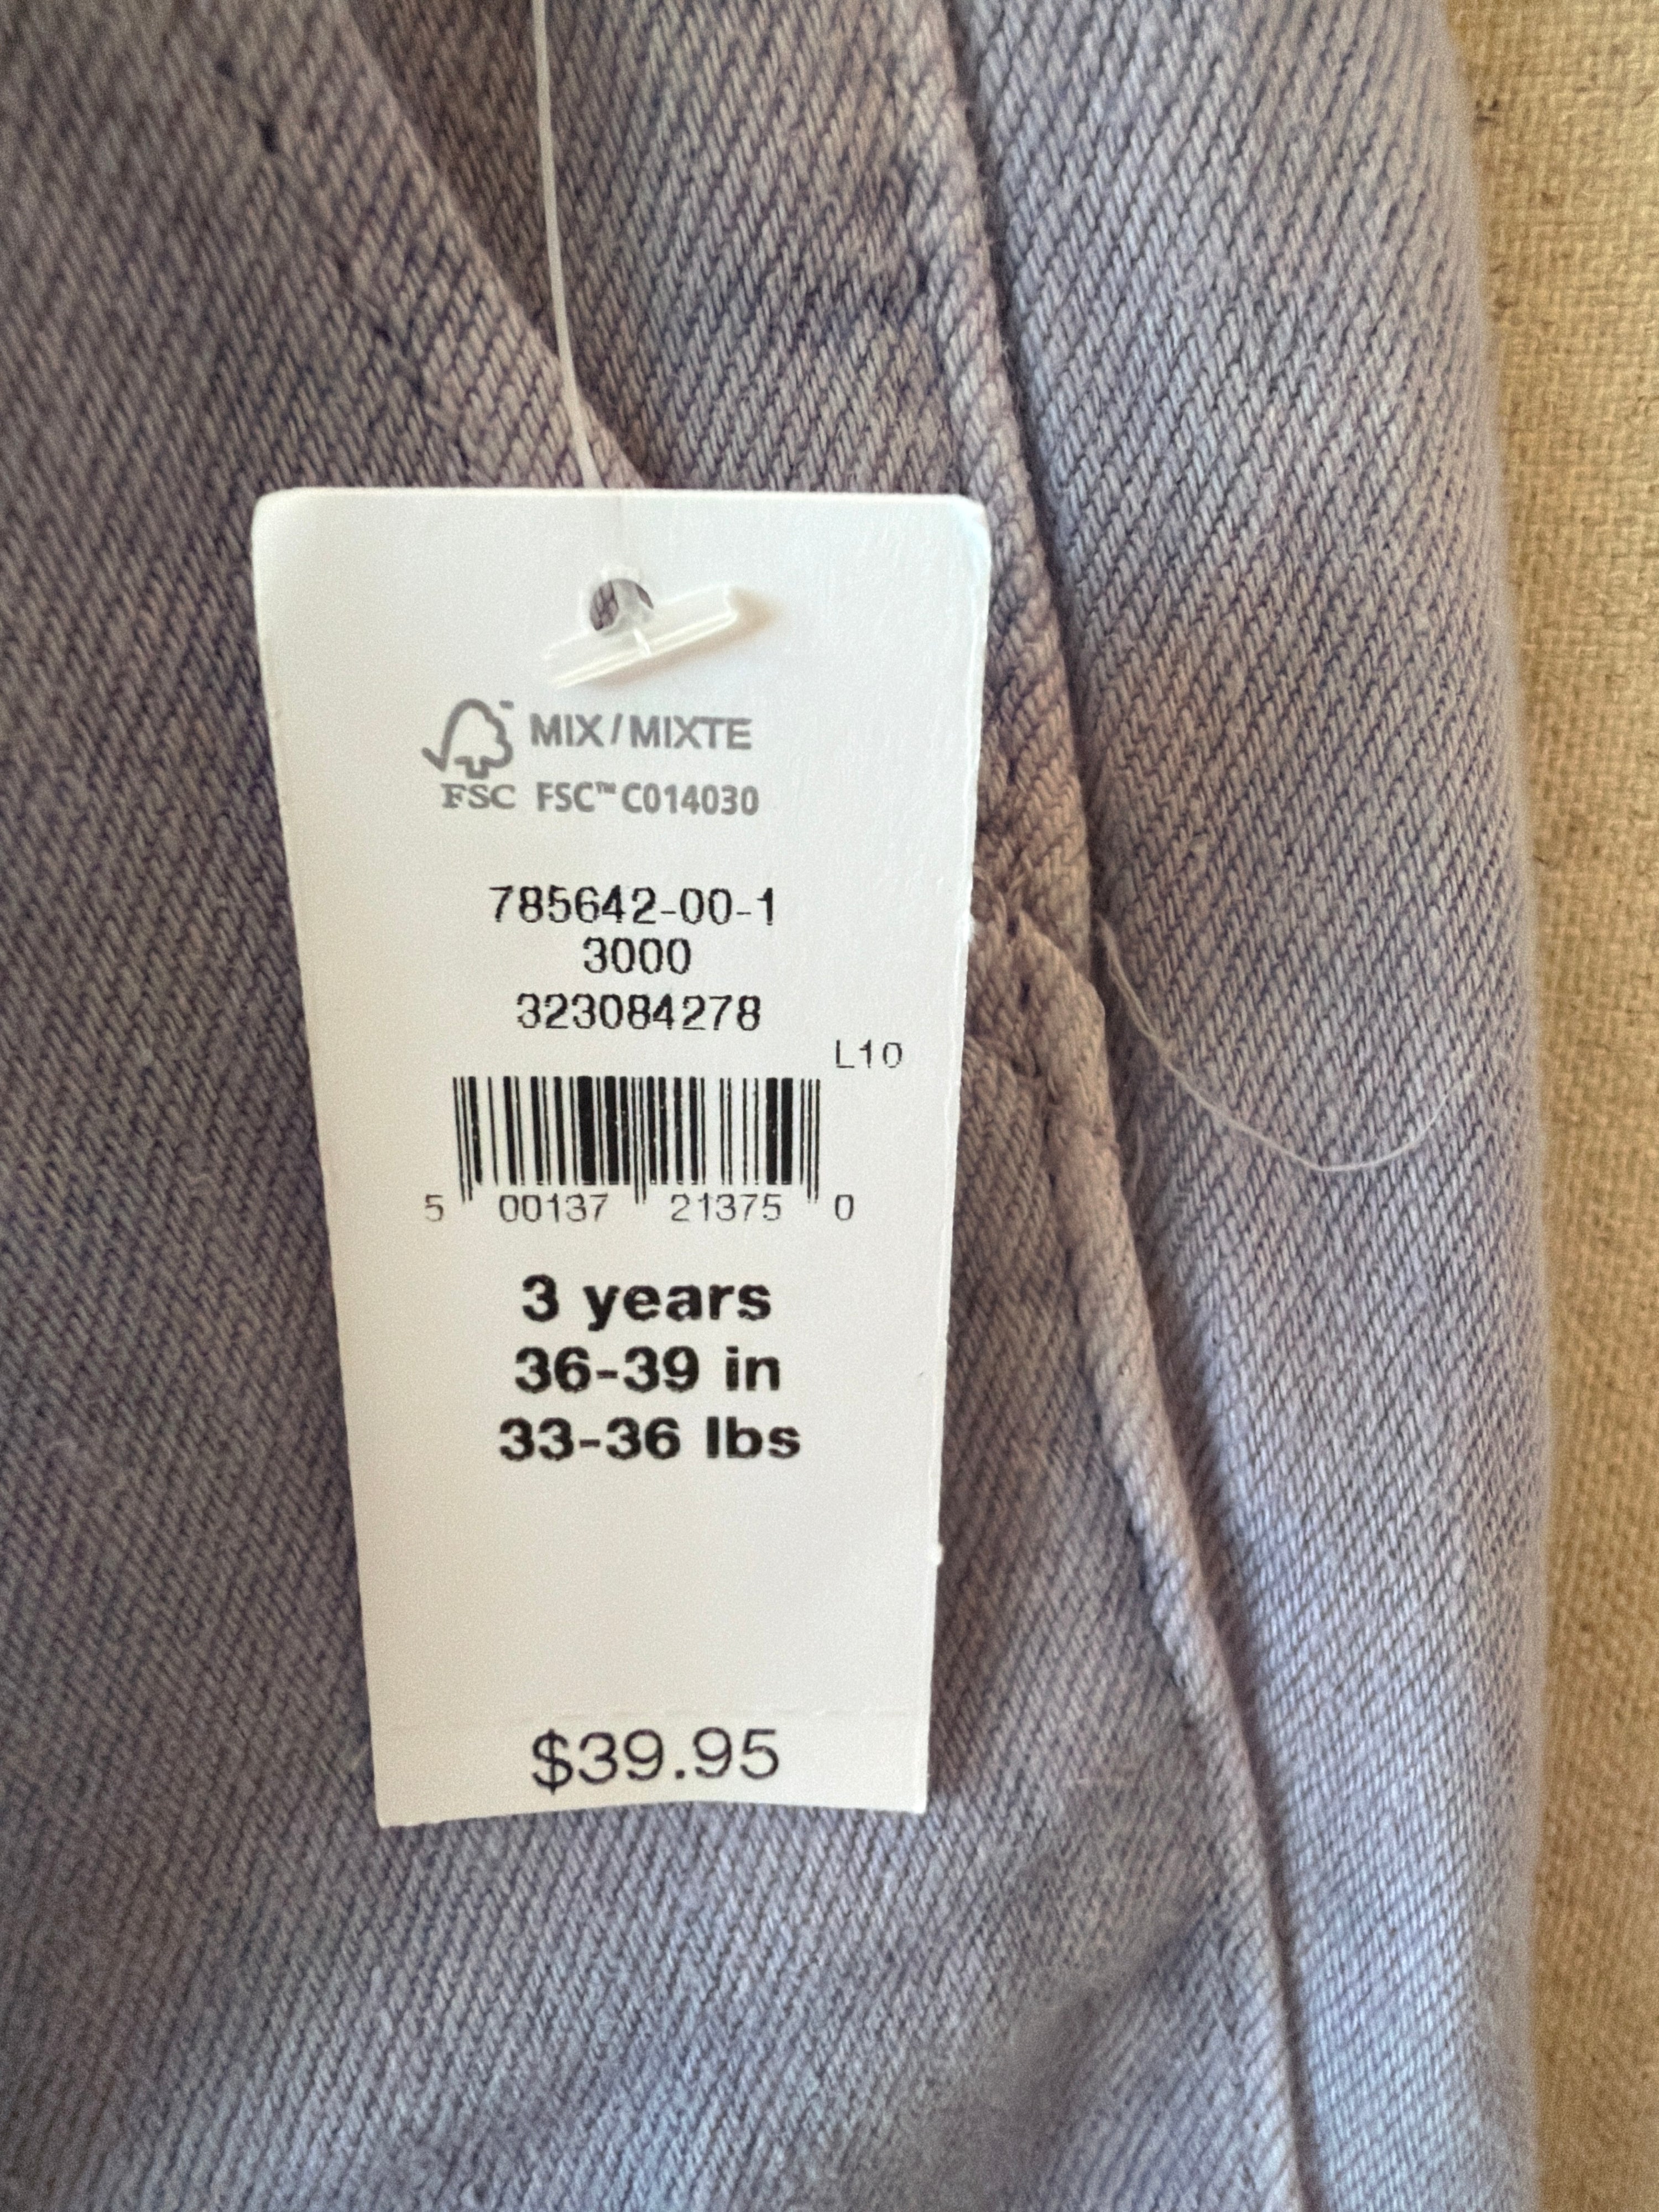 MIX/MIXTE
FSC FSC™ C014030
785642-00-1
3000
323084278
L10
5 00137 21375 0
3 years
36-39 in
33-36 lbs
$39.95